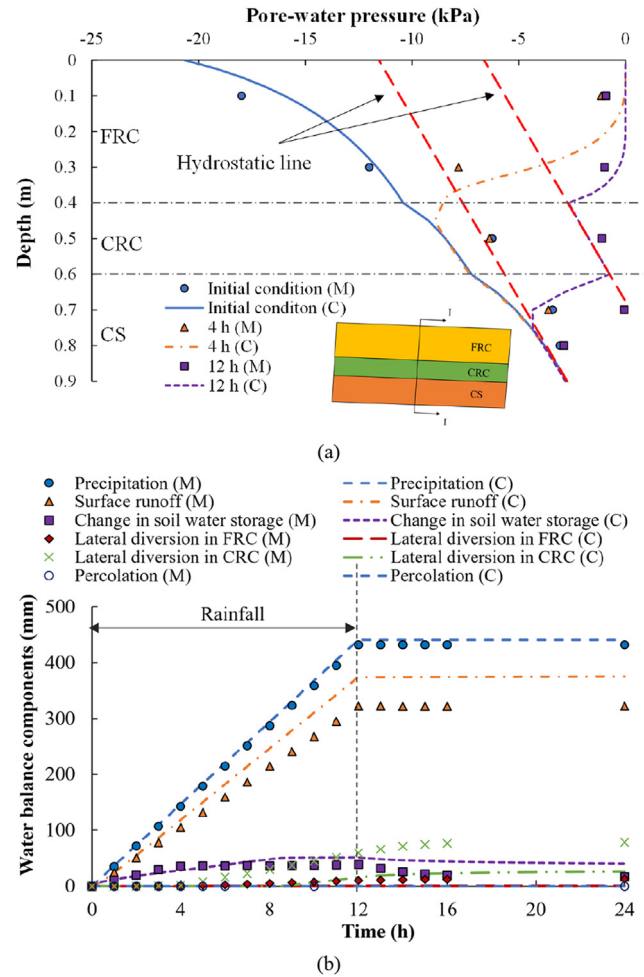 Pore-water pressure (kPa)
-25 -20 -15 -10 -5 0
0
0.1
0.2
0.3
0.4
0.5
0.6
0.7
0.8
0.9
Depth (m)
FRC
CRC
CS
Hydrostatic line
Initial condition (M)
Initial conditon (C)
4 h (M)
4 h (C)
12 h (M)
12 h (C)
I
FRC
CRC
CS
I
(a)
Precipitation (M)
Surface runoff (M)
Change in soil water storage (M)
Lateral diversion in FRC (M)
Lateral diversion in CRC (M)
Percolation (M)
Precipitation (C)
Surface runoff (C)
Change in soil water storage (C)
Lateral diversion in FRC (C)
Lateral diversion in CRC (C)
Percolation (C)
Rainfall
500
400
300
200
100
0
Water balance components (mm)
0 4 8 12 16 20 24
Time (h)
(b)